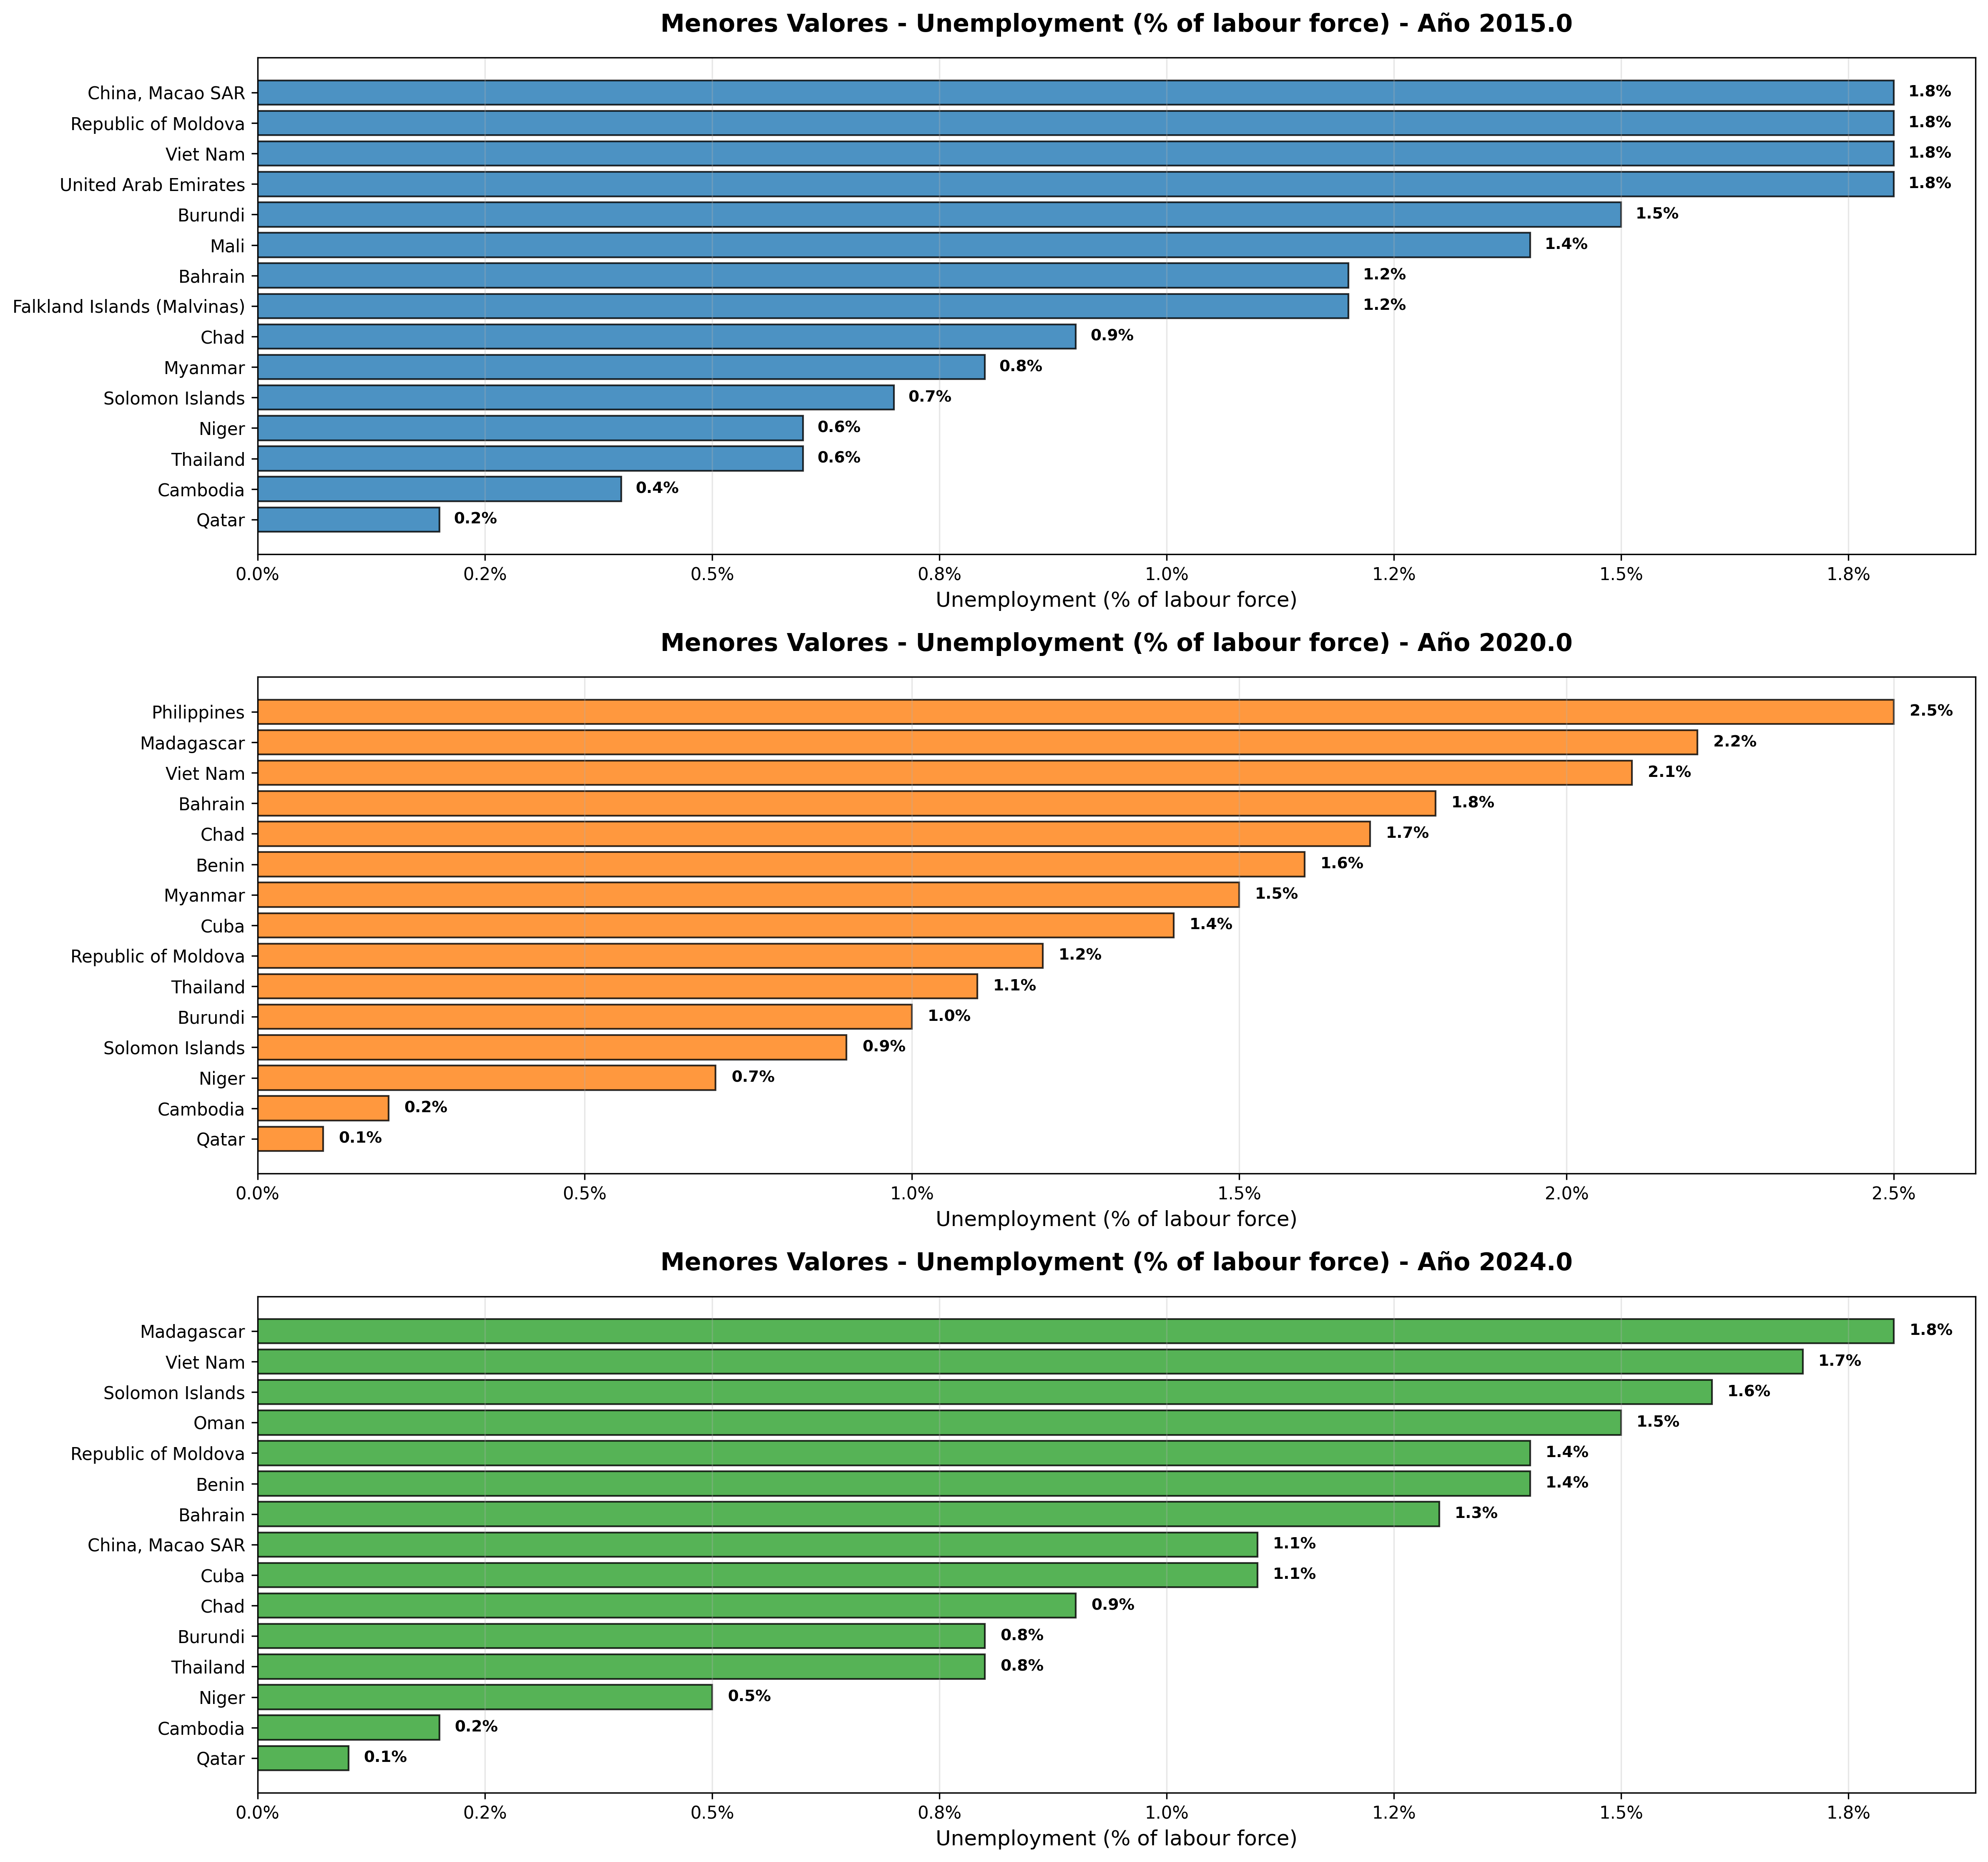 Menores Valores - Unemployment (% of labour force) - Año 2015.0
China, Macao SAR 1.8%
Republic of Moldova 1.8%
Viet Nam 1.8%
United Arab Emirates 1.8%
Burundi 1.5%
Mali 1.4%
Bahrain 1.2%
Falkland Islands (Malvinas) 1.2%
Chad 0.9%
Myanmar 0.8%
Solomon Islands 0.7%
Niger 0.6%
Thailand 0.6%
Cambodia 0.4%
Qatar 0.2%
0.0% 0.2% 0.5% 0.8% 1.0% 1.2% 1.5% 1.8%
Unemployment (% of labour force)
Menores Valores - Unemployment (% of labour force) - Año 2020.0
Philippines 2.5%
Madagascar 2.2%
Viet Nam 2.1%
Bahrain 1.8%
Chad 1.7%
Benin 1.6%
Myanmar 1.5%
Cuba 1.4%
Republic of Moldova 1.2%
Thailand 1.1%
Burundi 1.0%
Solomon Islands 0.9%
Niger 0.7%
Cambodia 0.2%
Qatar 0.1%
0.0% 0.5% 1.0% 1.5% 2.0% 2.5%
Unemployment (% of labour force)
Menores Valores - Unemployment (% of labour force) - Año 2024.0
Madagascar 1.8%
Viet Nam 1.7%
Solomon Islands 1.6%
Oman 1.5%
Republic of Moldova 1.4%
Benin 1.4%
Bahrain 1.3%
China, Macao SAR 1.1%
Cuba 1.1%
Chad 0.9%
Burundi 0.8%
Thailand 0.8%
Niger 0.5%
Cambodia 0.2%
Qatar 0.1%
0.0% 0.2% 0.5% 0.8% 1.0% 1.2% 1.5% 1.8%
Unemployment (% of labour force)